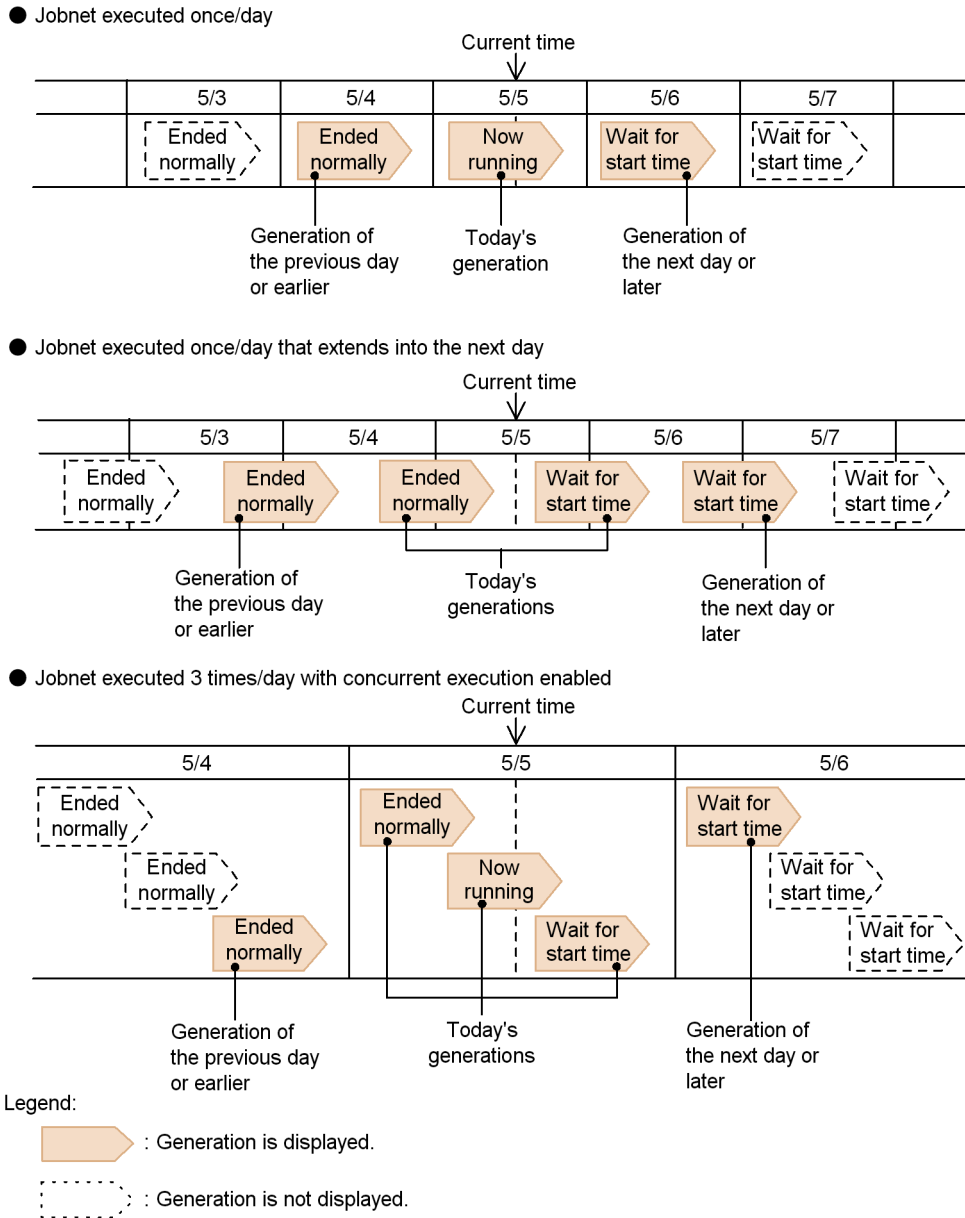 ● Jobnet executed once/day
Current time
5/3 5/4 5/5 5/6 5/7
Ended Ended Now Wait for Wait for
normally normally running start time start time
Generation of Today's Generation of
the previous day generation the next day or
or earlier later
● Jobnet executed once/day that extends into the next day
Current time
5/3 5/4 5/5 5/6 5/7
Ended Ended Ended Wait for Wait for Wait for
normally normally normally start time start time start time
Generation of Today's Generation of
the previous day generations the next day or
or earlier later
● Jobnet executed 3 times/day with concurrent execution enabled
Current time
5/4 5/5 5/6
Ended Ended Wait for
normally normally start time
Ended Now Wait for
normally running start time
Ended Wait for Wait for
normally start time start time
Generation of Today's Generation of
the previous day generations the next day or
or earlier later
Legend:
: Generation is displayed.
: Generation is not displayed.